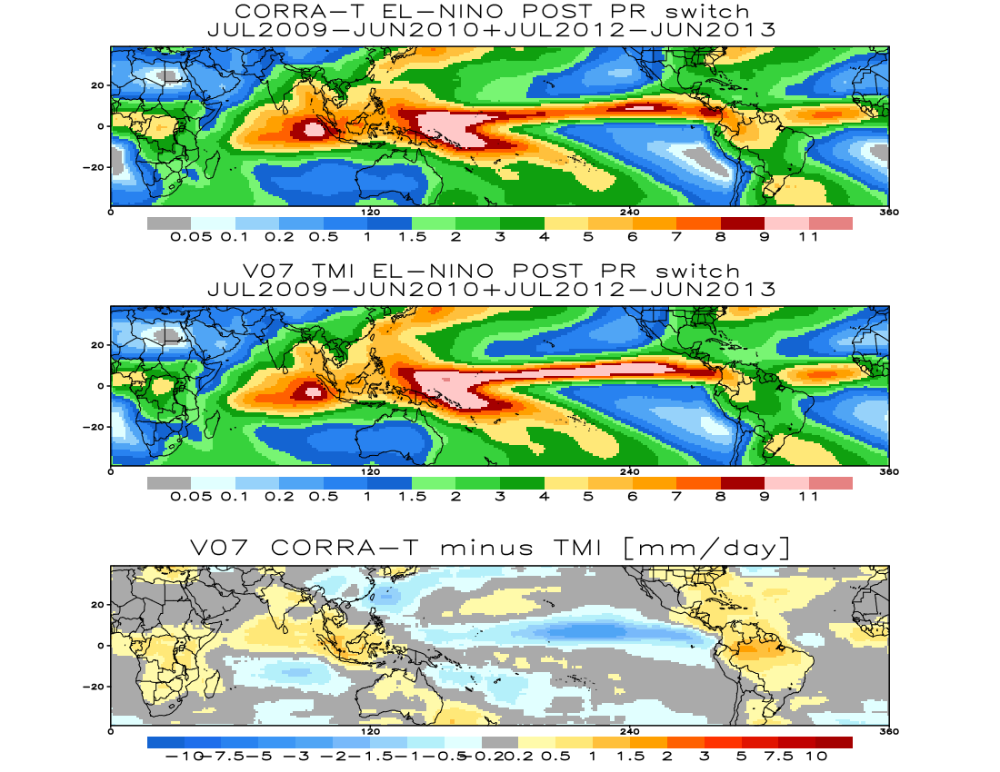 CORRA-T EL-NINO POST PR switch
JUL2009-JUN2010+JUL2012-JUN2013
20
0
-20
0 120 240 360
0.05 0.1 0.2 0.5 1 1.5 2 3 4 5 6 7 8 9 11
V07 TMI EL-NINO POST PR switch
JUL2009-JUN2010+JUL2012-JUN2013
20
0
-20
0 120 240 360
0.05 0.1 0.2 0.5 1 1.5 2 3 4 5 6 7 8 9 11
V07 CORRA-T minus TMI [mm/day]
20
0
-20
0 120 240 360
-10 -7.5 -5 -3 -2 -1.5 -1 -0.5 -0.2 0.2 0.5 1 1.5 2 3 5 7.5 10